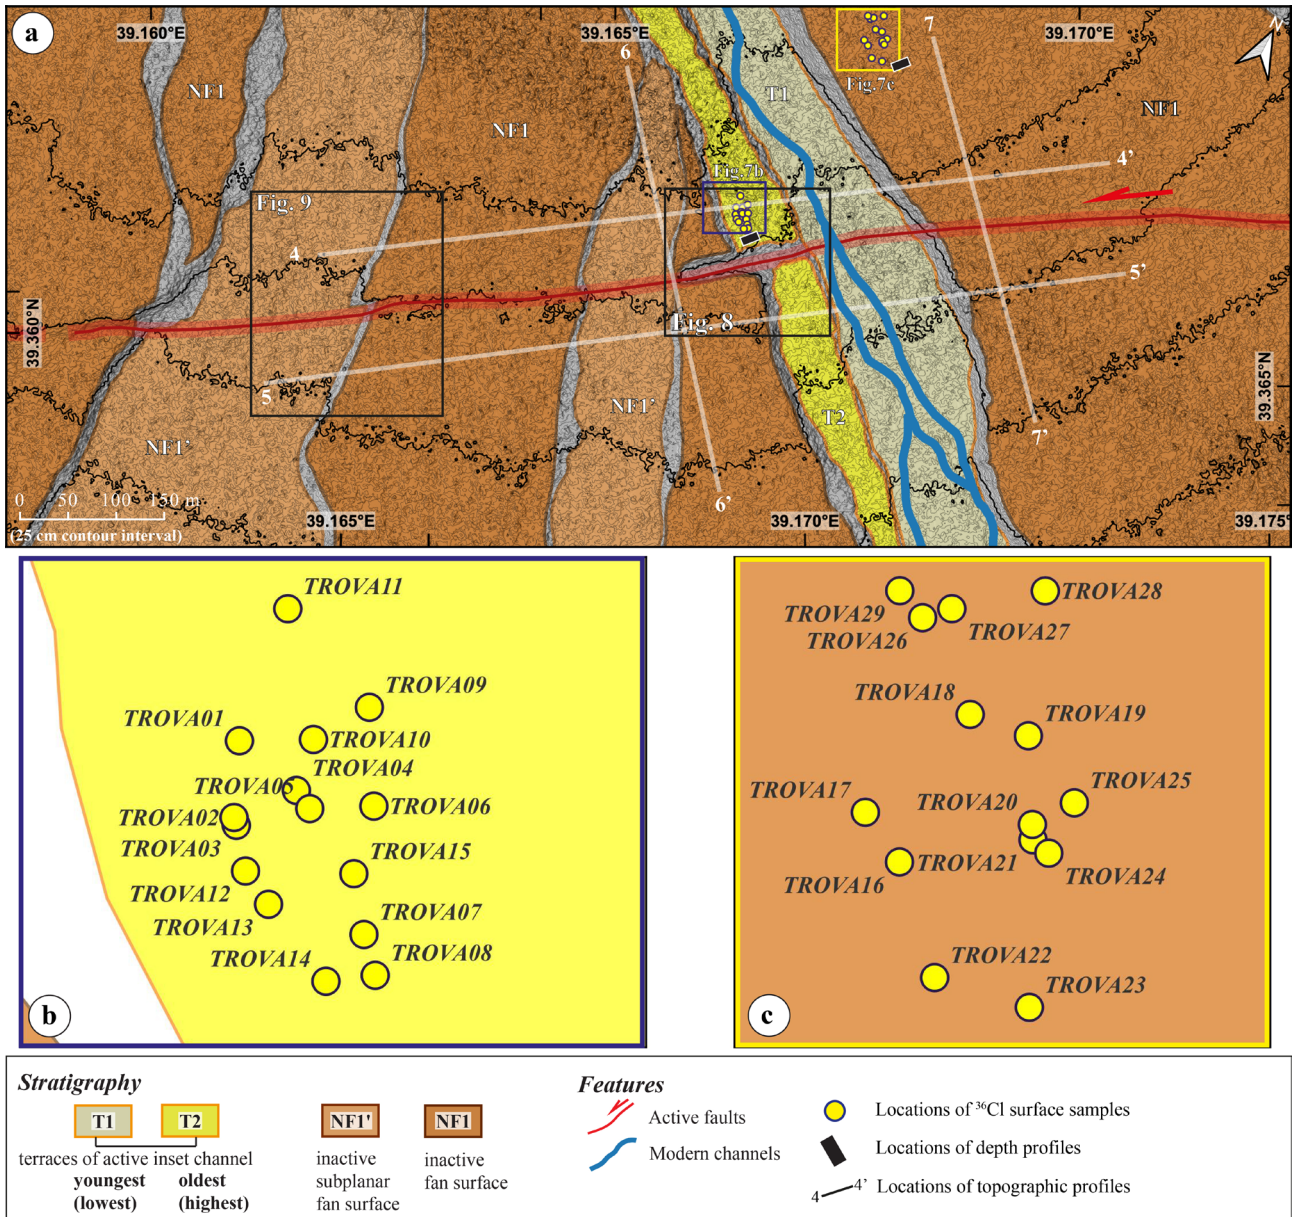 a
39.160°E
39.165°E
39.170°E
N
6
7
NF1
T1
Fig.7c
NF1
NF1
4'
Fig.7b
Fig. 9
4
5'
39.360°N
Fig. 8
5
NF1'
T2
39.365°N
NF1'
7'
6'
0 50 100 150 m
39.165°E
39.170°E
39.175°
(25 cm contour interval)
TROVA11
TROVA09
TROVA01
TROVA10
TROVA04
TROVA05
TROVA06
TROVA02
TROVA03
TROVA15
TROVA12
TROVA07
TROVA13
TROVA08
TROVA14
b
TROVA28
TROVA29
TROVA27
TROVA26
TROVA18
TROVA19
TROVA25
TROVA17
TROVA20
TROVA21
TROVA16
TROVA24
TROVA22
TROVA23
c
Stratigraphy
T1 T2 NF1' NF1
terraces of active inset channel
youngest oldest
(lowest) (highest)
inactive
subplanar
fan surface
inactive
fan surface
Features
Active faults
Modern channels
Locations of ³⁶Cl surface samples
Locations of depth profiles
4 4' Locations of topographic profiles